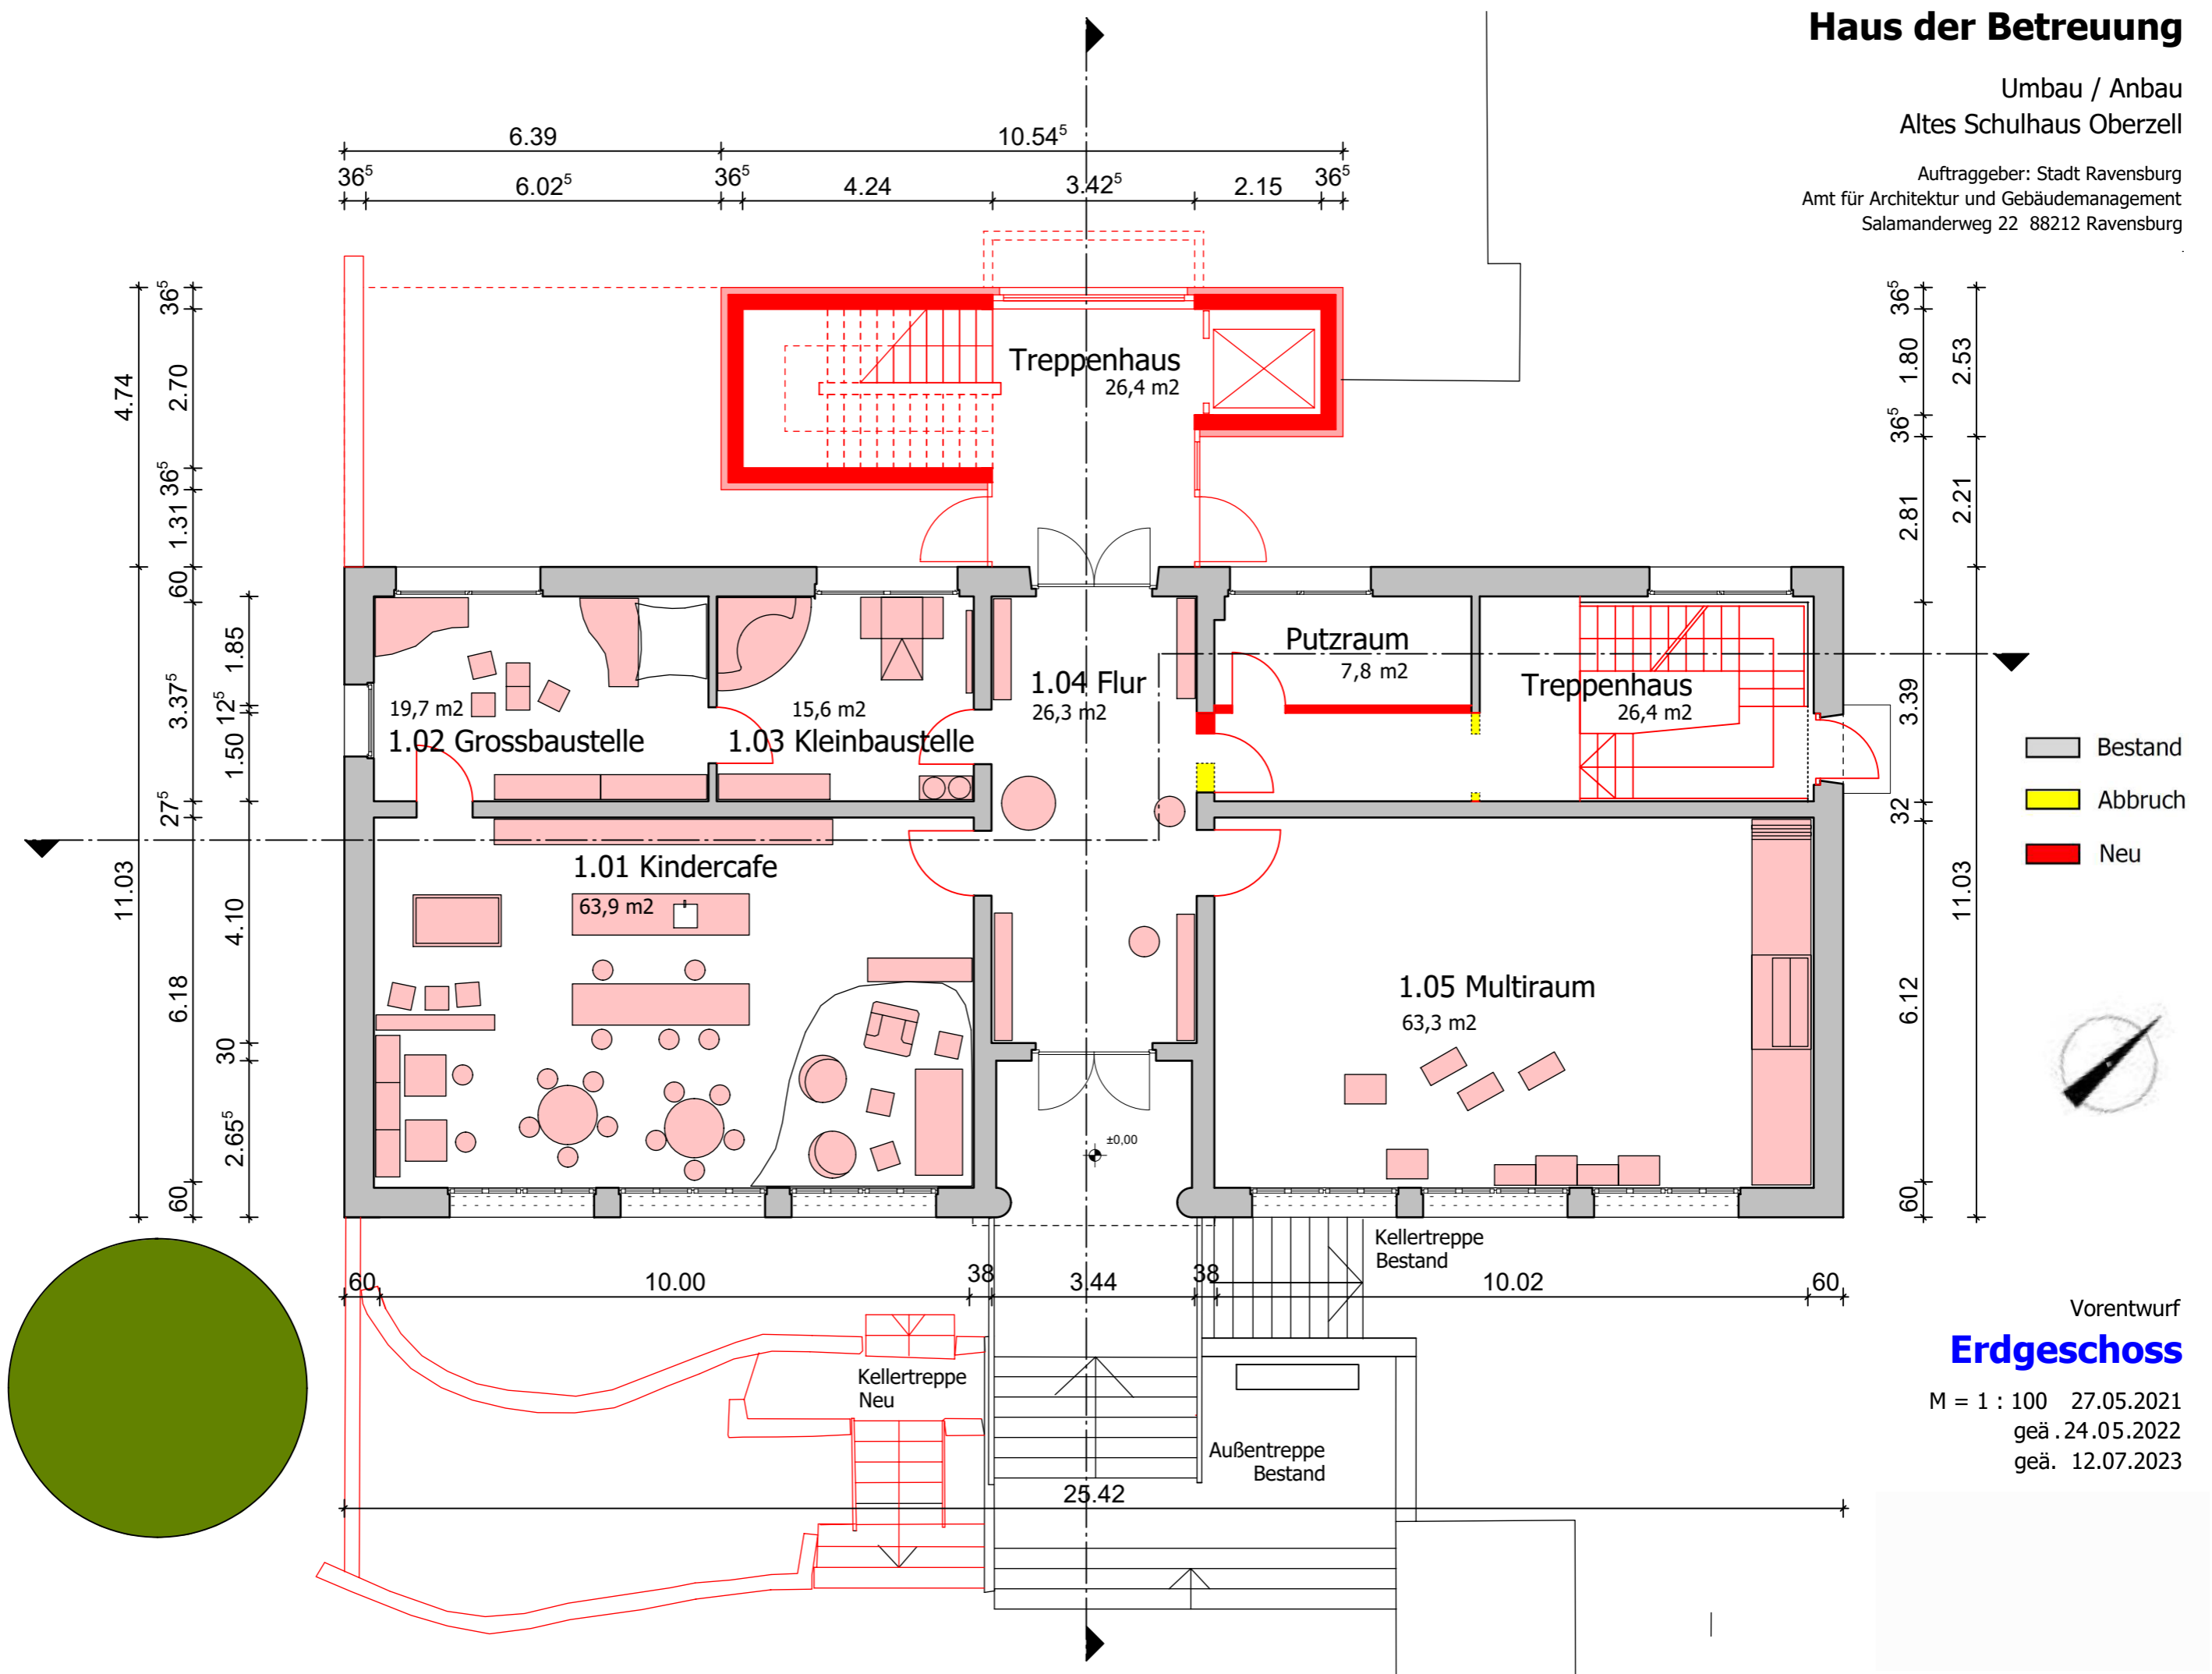 Haus der Betreuung
Umbau / Anbau
Altes Schulhaus Oberzell
Auftraggeber: Stadt Ravensburg
Amt für Architektur und Gebäudemanagement
Salamanderweg 22 88212 Ravensburg
6.39 10.54⁵
36⁵ 6.02⁵ 36⁵ 4.24 3.42⁵ 2.15 36⁵
4.74
11.03
36⁵
2.70
36⁵
1.31
60
3.37⁵
27⁵
6.18
60
1.85
12⁵
1.50
4.10
30
2.65⁵
Treppenhaus
26,4 m2
Putzraum
7,8 m2
1.04 Flur
26,3 m2
Treppenhaus
26,4 m2
19,7 m2
1.02 Grossbaustelle
15,6 m2
1.03 Kleinbaustelle
1.01 Kindercafe
63,9 m2
1.05 Multiraum
63,3 m2
±0,00
36⁵
1.80
36⁵
2.81
3.39
32
6.12
60
2.53
2.21
11.03
Bestand
Abbruch
Neu
Kellertreppe
Bestand
60 10.00 38 3.44 38 10.02 60
Kellertreppe
Neu
Außentreppe
Bestand
25.42
Vorentwurf
Erdgeschoss
M = 1 : 100 27.05.2021
geä . 24.05.2022
geä. 12.07.2023